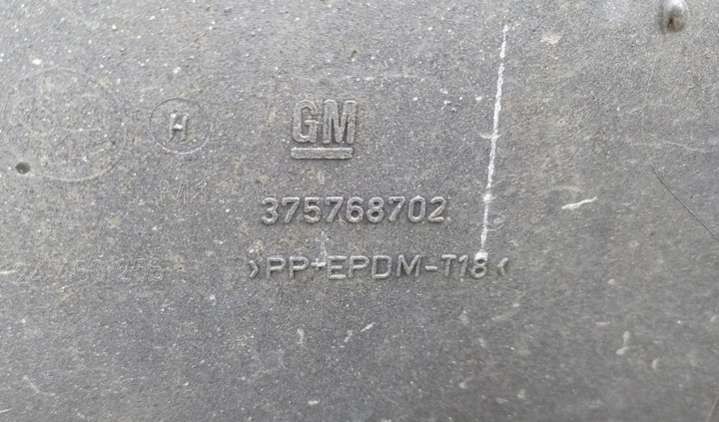 H
GM
375768702
>PP+EPDM-T18<